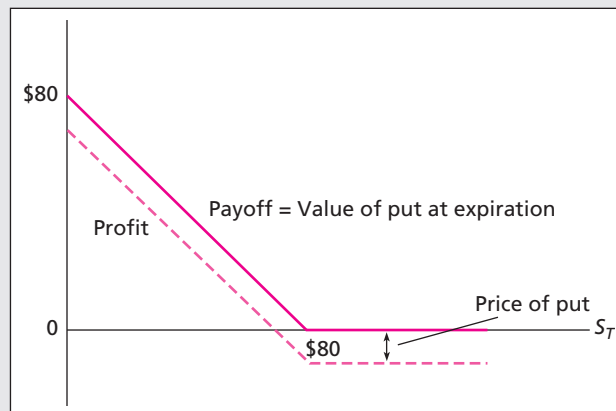 $80
Payoff = Value of put at expiration
Profit
Price of put
0
S_T
$80